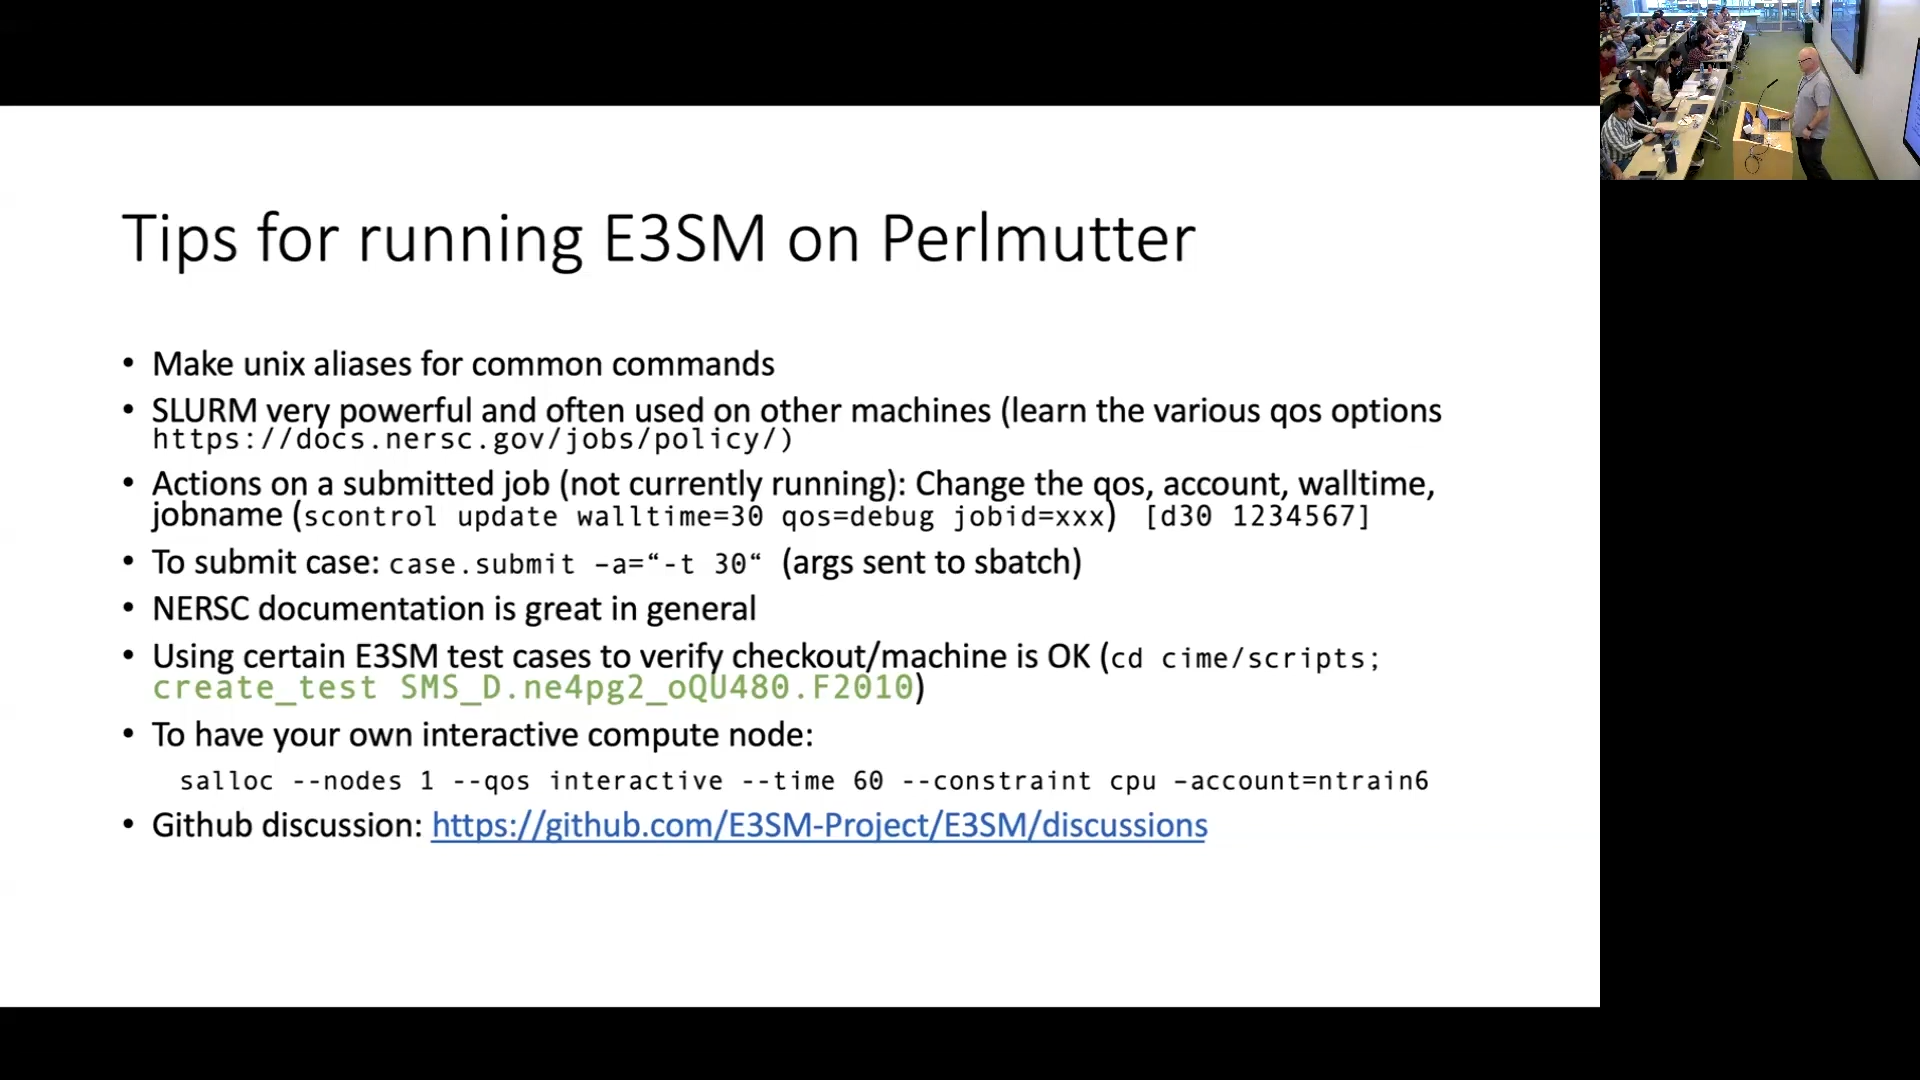 Tips for running E3SM on Perlmutter
• Make unix aliases for common commands
• SLURM very powerful and often used on other machines (learn the various qos options
https://docs.nersc.gov/jobs/policy/)
• Actions on a submitted job (not currently running): Change the qos, account, walltime,
jobname (scontrol update walltime=30 qos=debug jobid=xxx) [d30 1234567]
• To submit case: case.submit –a=“-t 30“ (args sent to sbatch)
• NERSC documentation is great in general
• Using certain E3SM test cases to verify checkout/machine is OK (cd cime/scripts;
create_test SMS_D.ne4pg2_oQU480.F2010)
• To have your own interactive compute node:
salloc --nodes 1 --qos interactive --time 60 --constraint cpu –account=ntrain6
• Github discussion: https://github.com/E3SM-Project/E3SM/discussions